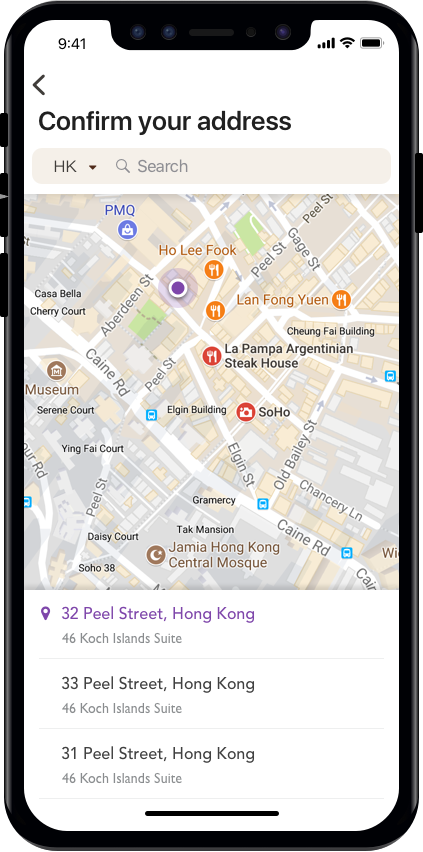 9:41
Confirm your address
HK
Search
PMQ
Peel St
Ho Lee Fook
Gage St
Peel St
Aberdeen St
Casa Bella
Cherry Court
Lan Fong Yuen
Cheung Fai Building
La Pampa Argentinian
Steak House
Caine Rd
Peel St
Museum
Serene Court
Elgin Building
SoHo
Ying Fai Court
Elgin St
Old Bailey St
Peel St
Gramercy
Chancery Ln
Tak Mansion
Caine Rd
Daisy Court
Jamia Hong Kong
Central Mosque
Soho 38
32 Peel Street, Hong Kong
46 Koch Islands Suite
33 Peel Street, Hong Kong
46 Koch Islands Suite
31 Peel Street, Hong Kong
46 Koch Islands Suite